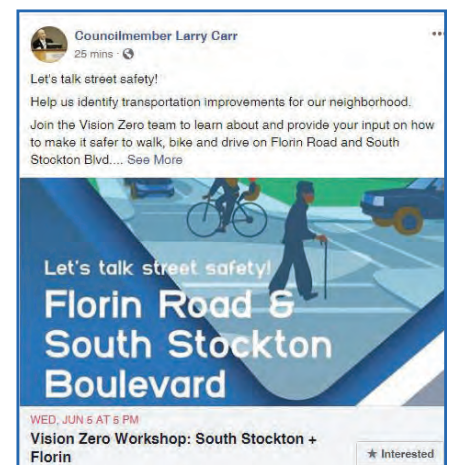 Councilmember Larry Carr
25 mins ·
Let's talk street safety!
Help us identify transportation improvements for our neighborhood.
Join the Vision Zero team to learn about and provide your input on how
to make it safer to walk, bike and drive on Florin Road and South
Stockton Blvd.... See More
Let's talk street safety!
Florin Road &
South Stockton
Boulevard
WED, JUN 5 AT 5 PM
Vision Zero Workshop: South Stockton +
Florin
★ Interested